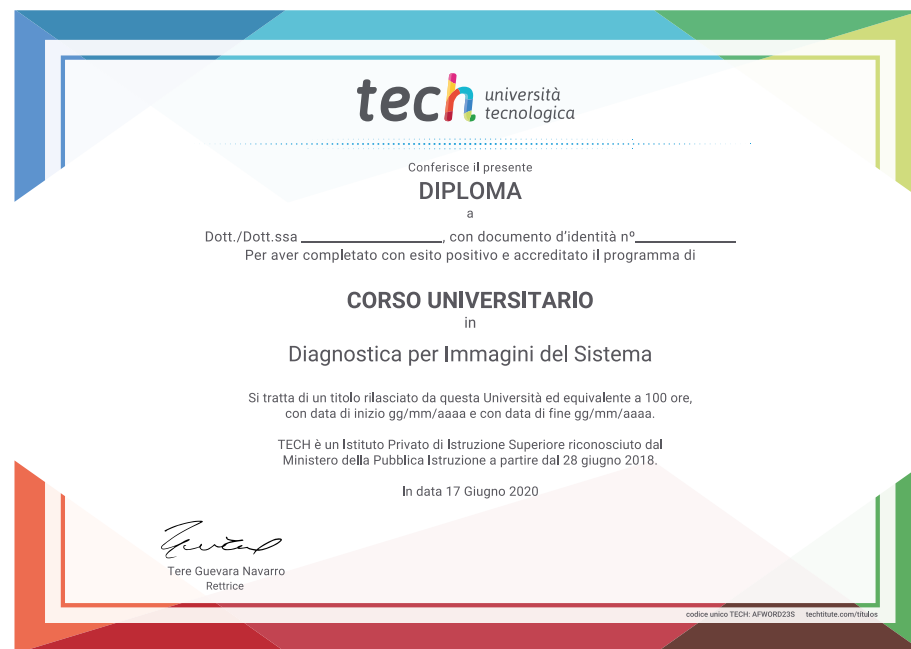 tech università
tecnologica
Conferisce il presente
DIPLOMA
a
Dott./Dott.ssa ____________________, con documento d'identità nº______________
Per aver completato con esito positivo e accreditato il programma di
CORSO UNIVERSITARIO
in
Diagnostica per Immagini del Sistema
Si tratta di un titolo rilasciato da questa Università ed equivalente a 100 ore,
con data di inizio gg/mm/aaaa e con data di fine gg/mm/aaaa.
TECH è un Istituto Privato di Istruzione Superiore riconosciuto dal
Ministero della Pubblica Istruzione a partire dal 28 giugno 2018.
In data 17 Giugno 2020
Tere Guevara Navarro
Rettrice
codice unico TECH: AFWORD23S techtitute.com/títulos